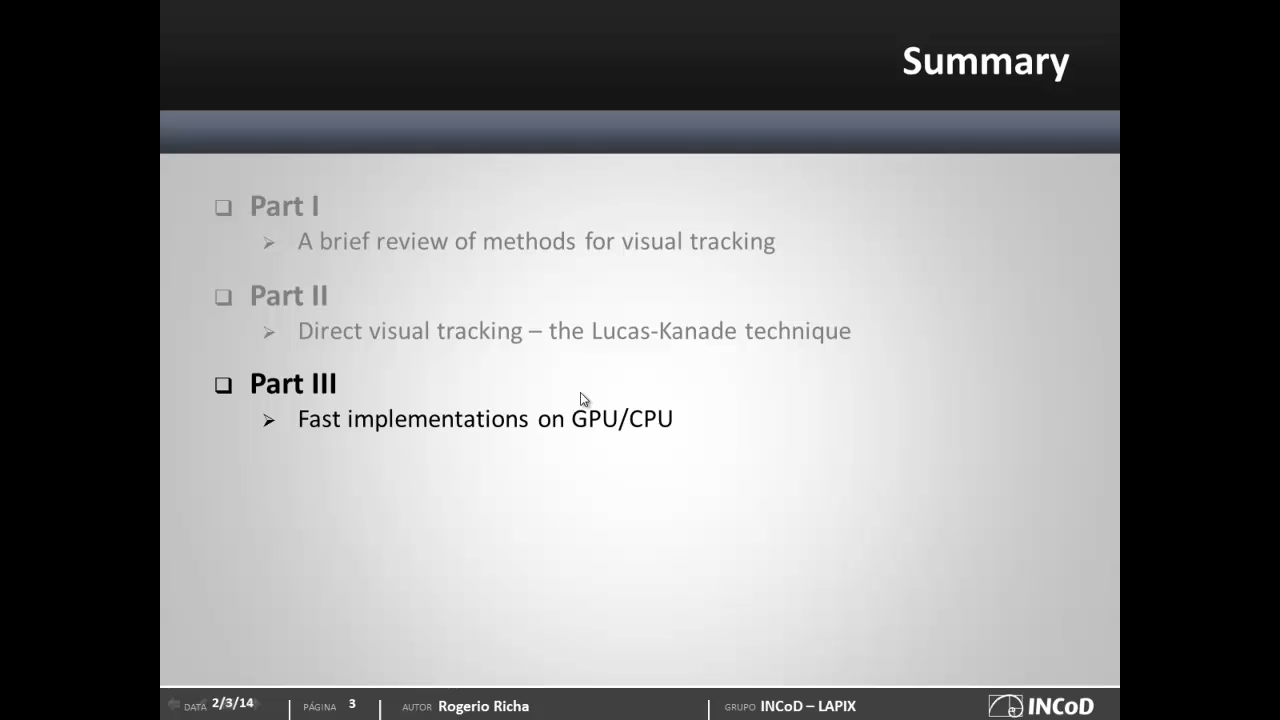 Summary
Part I
A brief review of methods for visual tracking
Part II
Direct visual tracking – the Lucas-Kanade technique
Part III
Fast implementations on GPU/CPU
DATA 2/3/14 PÁGINA 3 AUTOR Rogerio Richa GRUPO INCoD – LAPIX INCoD